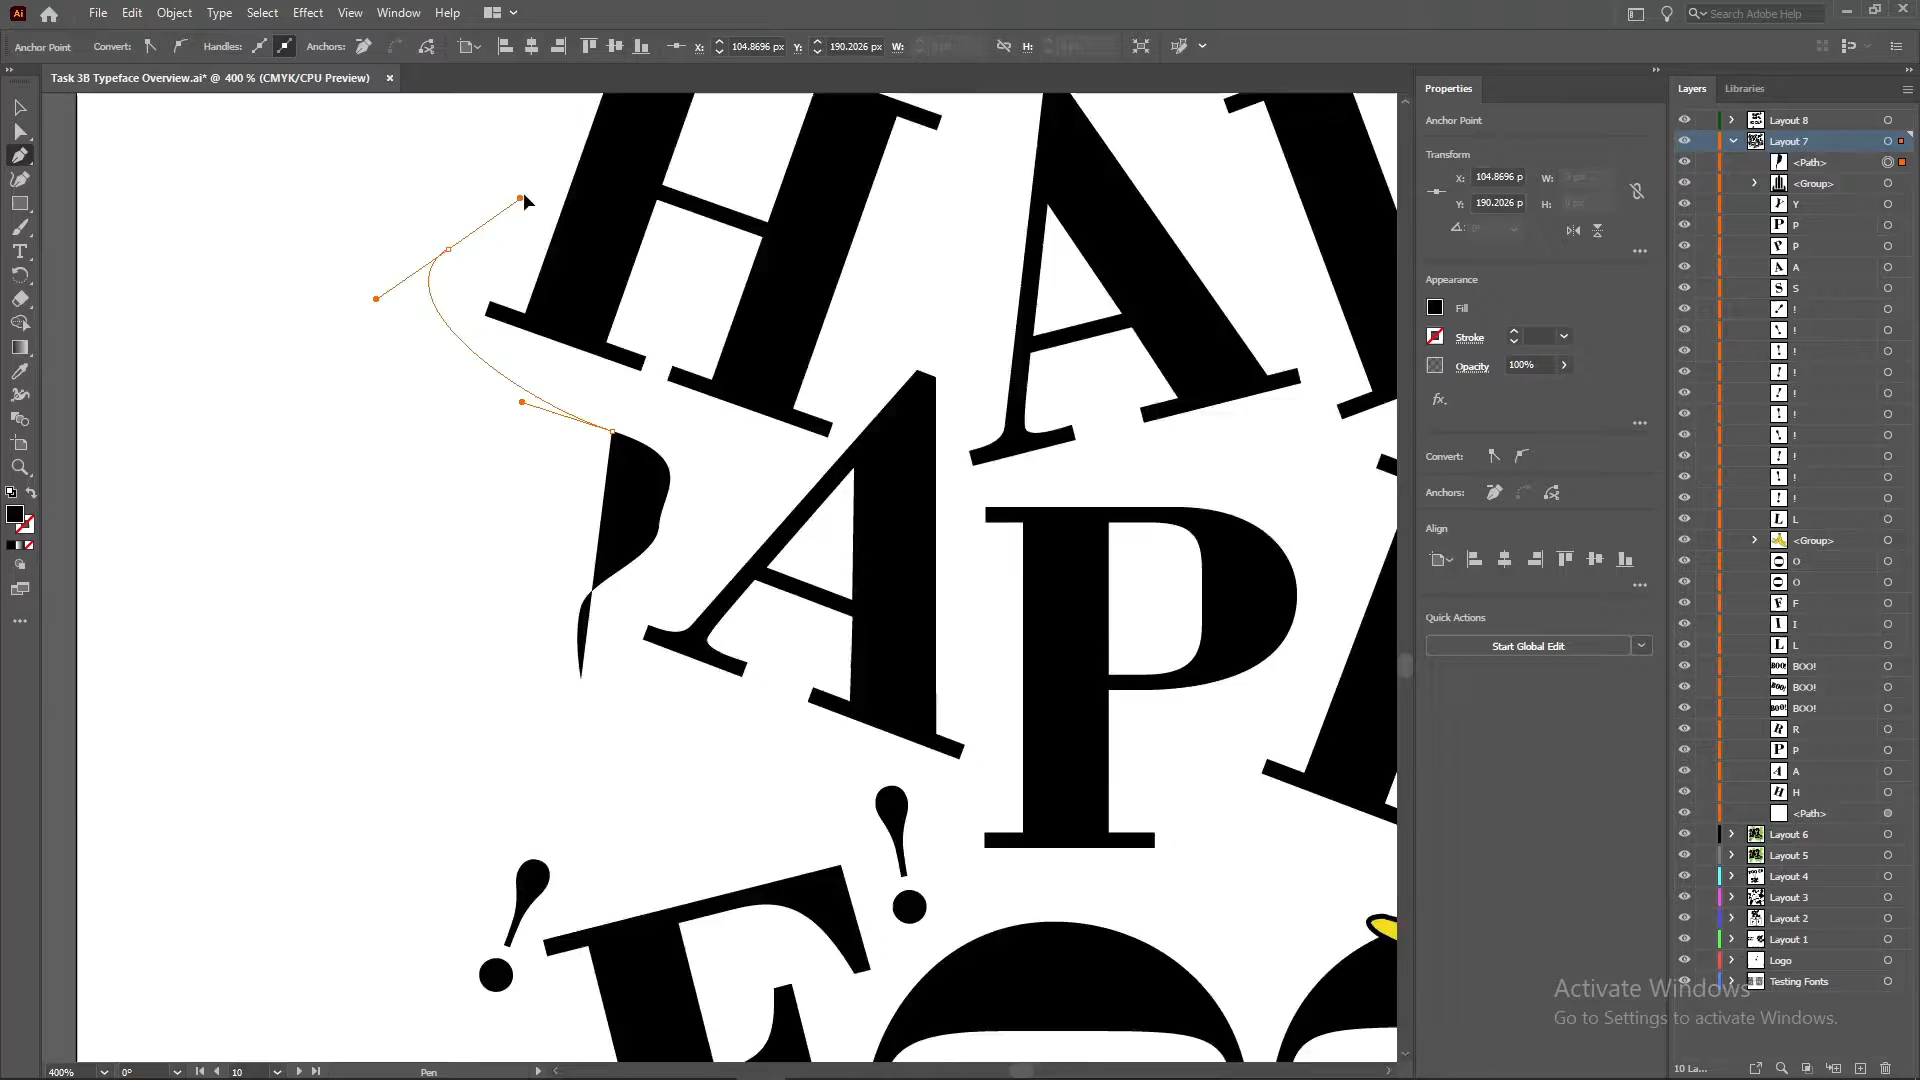 Ai File Edit Object Type Select Effect View Window Help Search Adobe Help
Anchor Point Convert: Handles: Anchors: X: 104.8696 px Y: 190.2026 px W: H:
Task 3B Typeface Overview.ai* @ 400 % (CMYK/CPU Preview)
Properties
Anchor Point
Transform
X: 104.8696 p W:
Y: 190.2026 p H:
Appearance
Fill
Stroke
Opacity 100%
fx.
Convert:
Anchors:
Align
Quick Actions
Start Global Edit
Layers Libraries
Layout 8
Layout 7
<Path>
<Group>
Y
P
P
A
S
!
!
!
!
!
!
!
!
!
!
L
<Group>
O
O
F
I
L
BOO!
BOO!
BOO!
R
P
A
H
<Path>
Layout 6
Layout 5
Layout 4
Layout 3
Layout 2
Layout 1
Logo
Testing Fonts
10 La...
H A
A P
! !
F
Activate Windows
Go to Settings to activate Windows.
400% 0° 10 Pen